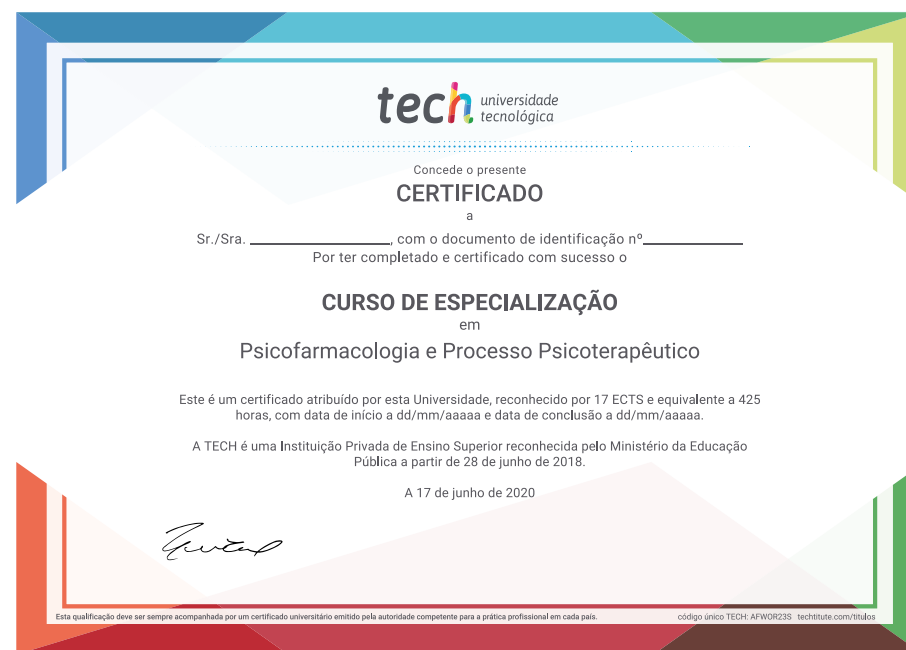 tech universidade
tecnológica
Concede o presente
CERTIFICADO
a
Sr./Sra. ____________________, com o documento de identificação nº______________
Por ter completado e certificado com sucesso o
CURSO DE ESPECIALIZAÇÃO
em
Psicofarmacologia e Processo Psicoterapêutico
Este é um certificado atribuído por esta Universidade, reconhecido por 17 ECTS e equivalente a 425
horas, com data de início a dd/mm/aaaaa e data de conclusão a dd/mm/aaaaa.
A TECH é uma Instituição Privada de Ensino Superior reconhecida pelo Ministério da Educação
Pública a partir de 28 de junho de 2018.
A 17 de junho de 2020
Esta qualificação deve ser sempre acompanhada por um certificado universitário emitido pela autoridade competente para a prática profissional em cada país.
código único TECH: AFWOR23S techtitute.com/titulos